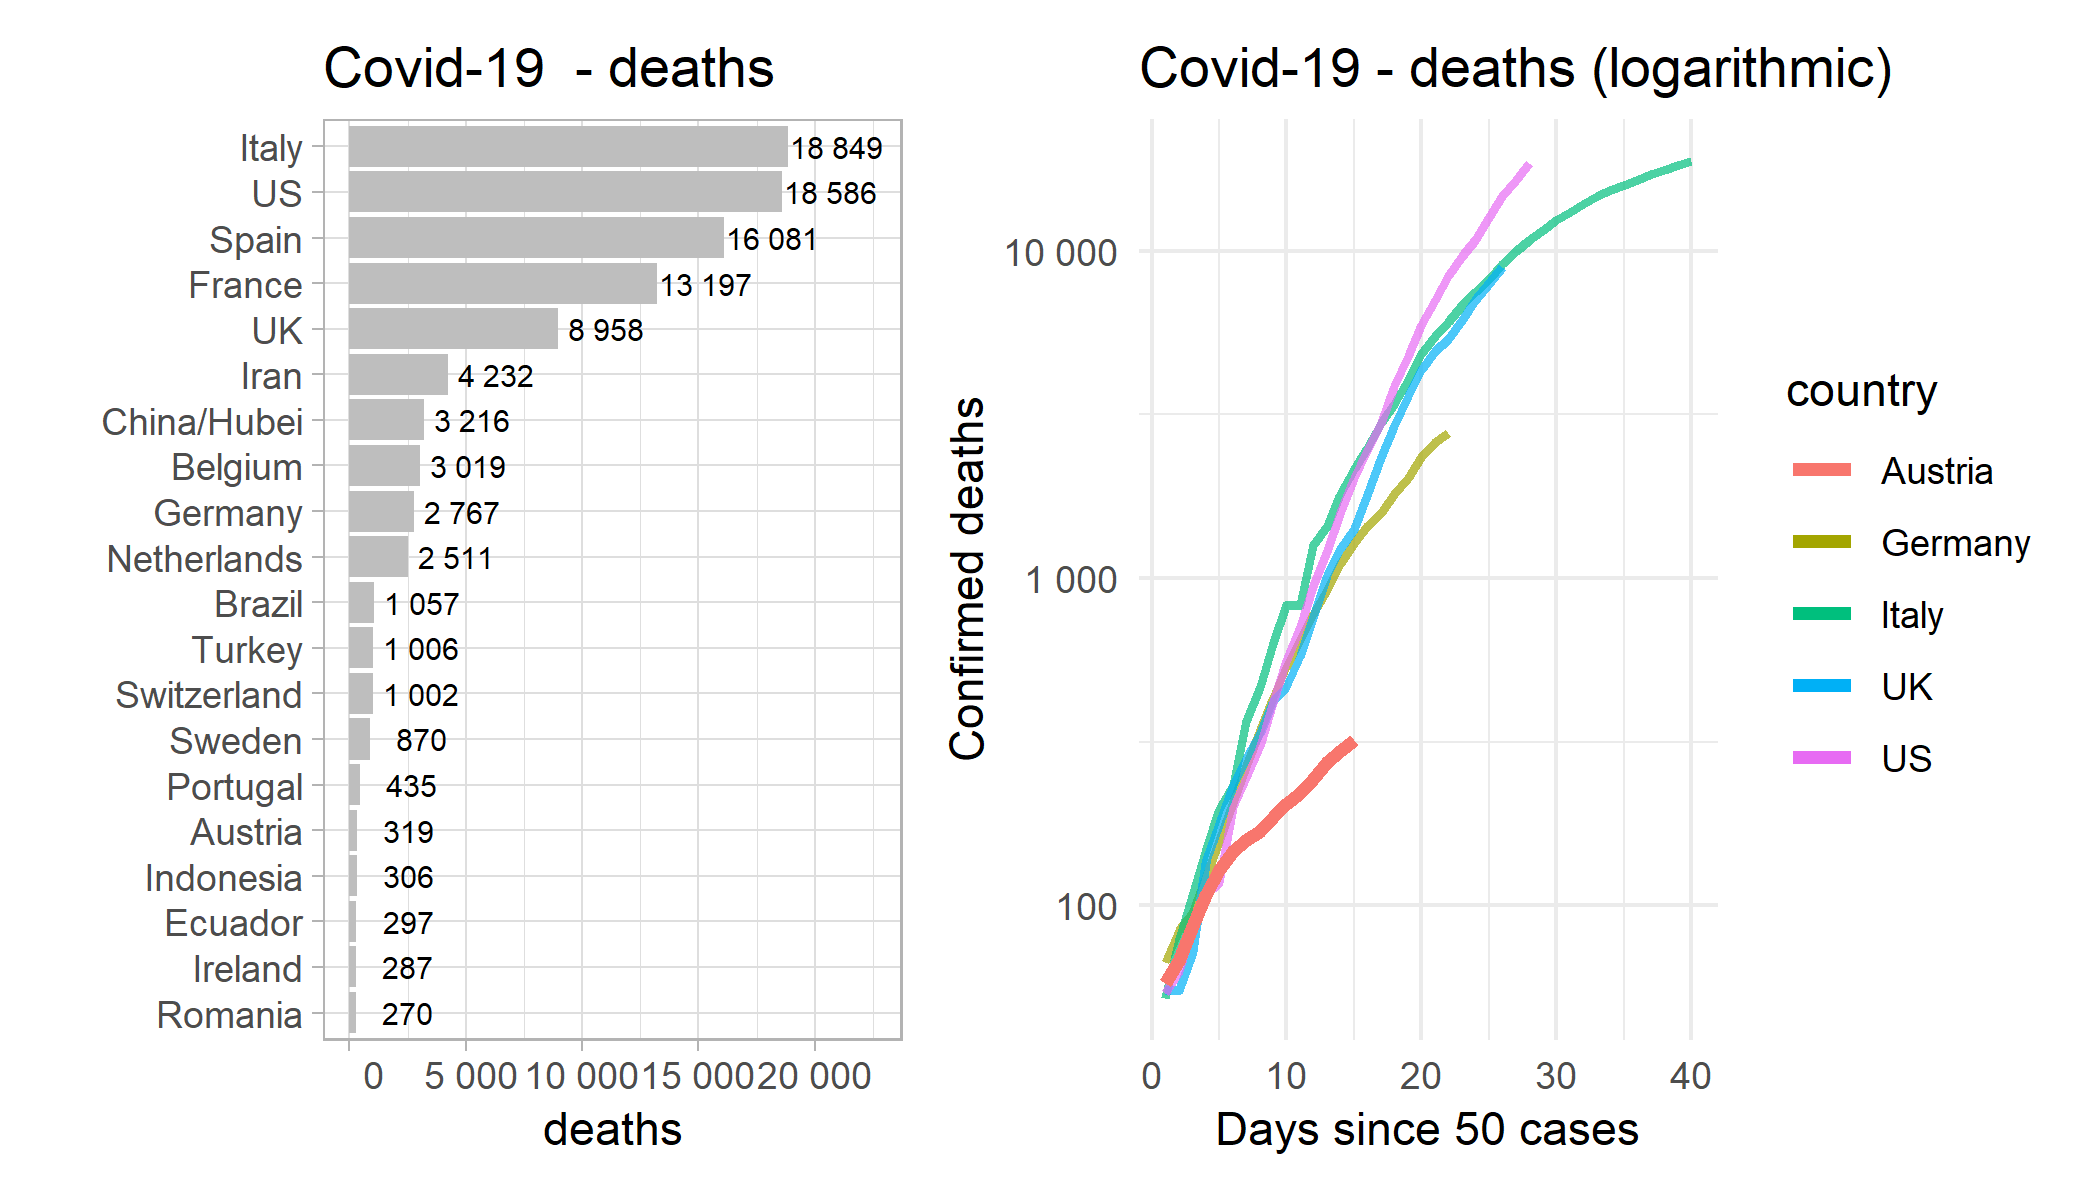 Covid-19  - deaths
Italy 18 849
US 18 586
Spain 16 081
France 13 197
UK 8 958
Iran 4 232
China/Hubei 3 216
Belgium 3 019
Germany 2 767
Netherlands 2 511
Brazil 1 057
Turkey 1 006
Switzerland 1 002
Sweden 870
Portugal 435
Austria 319
Indonesia 306
Ecuador 297
Ireland 287
Romania 270
0 5 000 10 000 15 000 20 000
deaths
Covid-19 - deaths (logarithmic)
Confirmed deaths
10 000
1 000
100
0 10 20 30 40
Days since 50 cases
country
Austria
Germany
Italy
UK
US